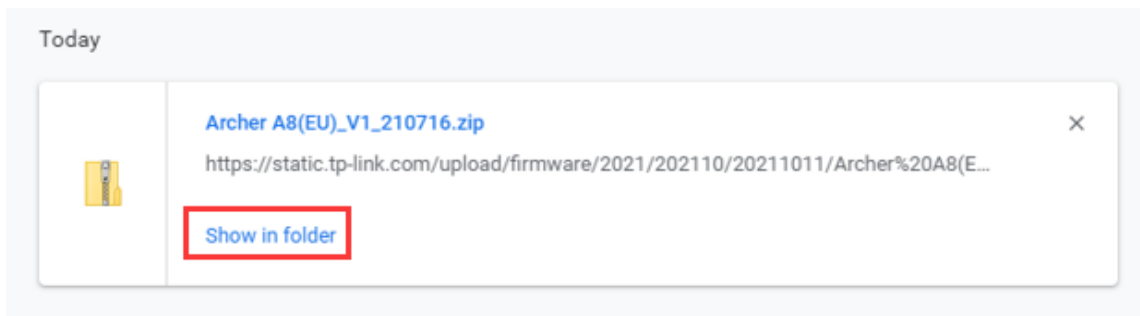 Today
Archer A8(EU)_V1_210716.zip
https://static.tp-link.com/upload/firmware/2021/202110/20211011/Archer%20A8(E...
Show in folder